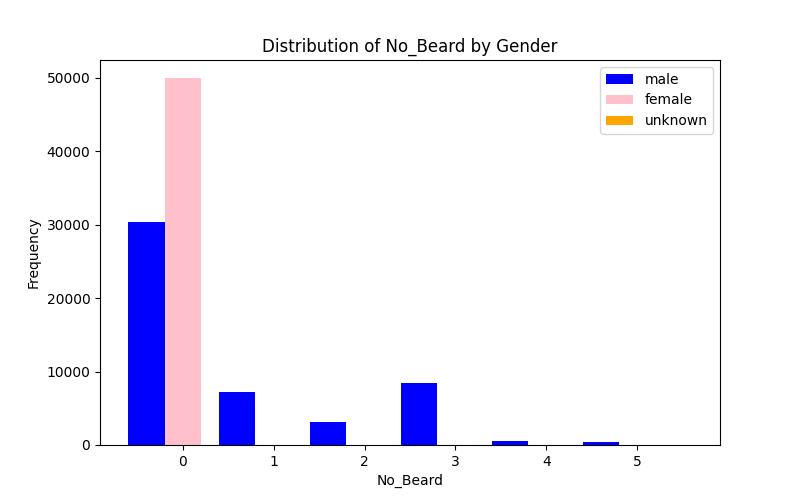 Distribution of No_Beard by Gender
male
female
unknown
50000
40000
30000
20000
10000
0
Frequency
0 1 2 3 4 5
No_Beard